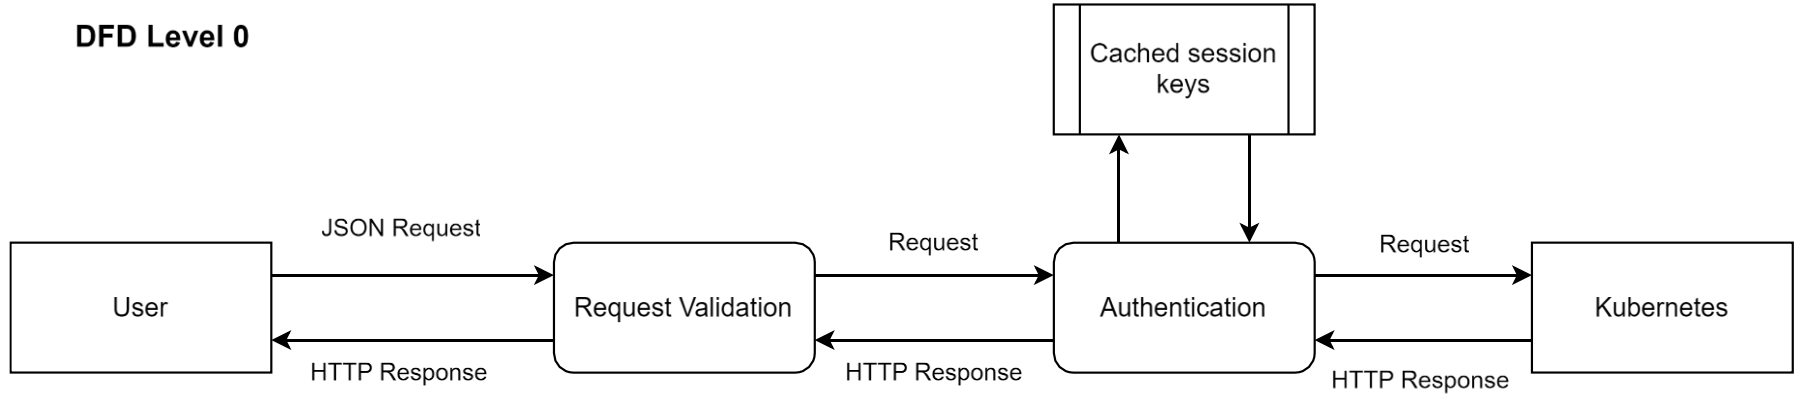 DFD Level 0
Cached session
keys
JSON Request
Request
Request
User
Request Validation
Authentication
Kubernetes
HTTP Response
HTTP Response
HTTP Response